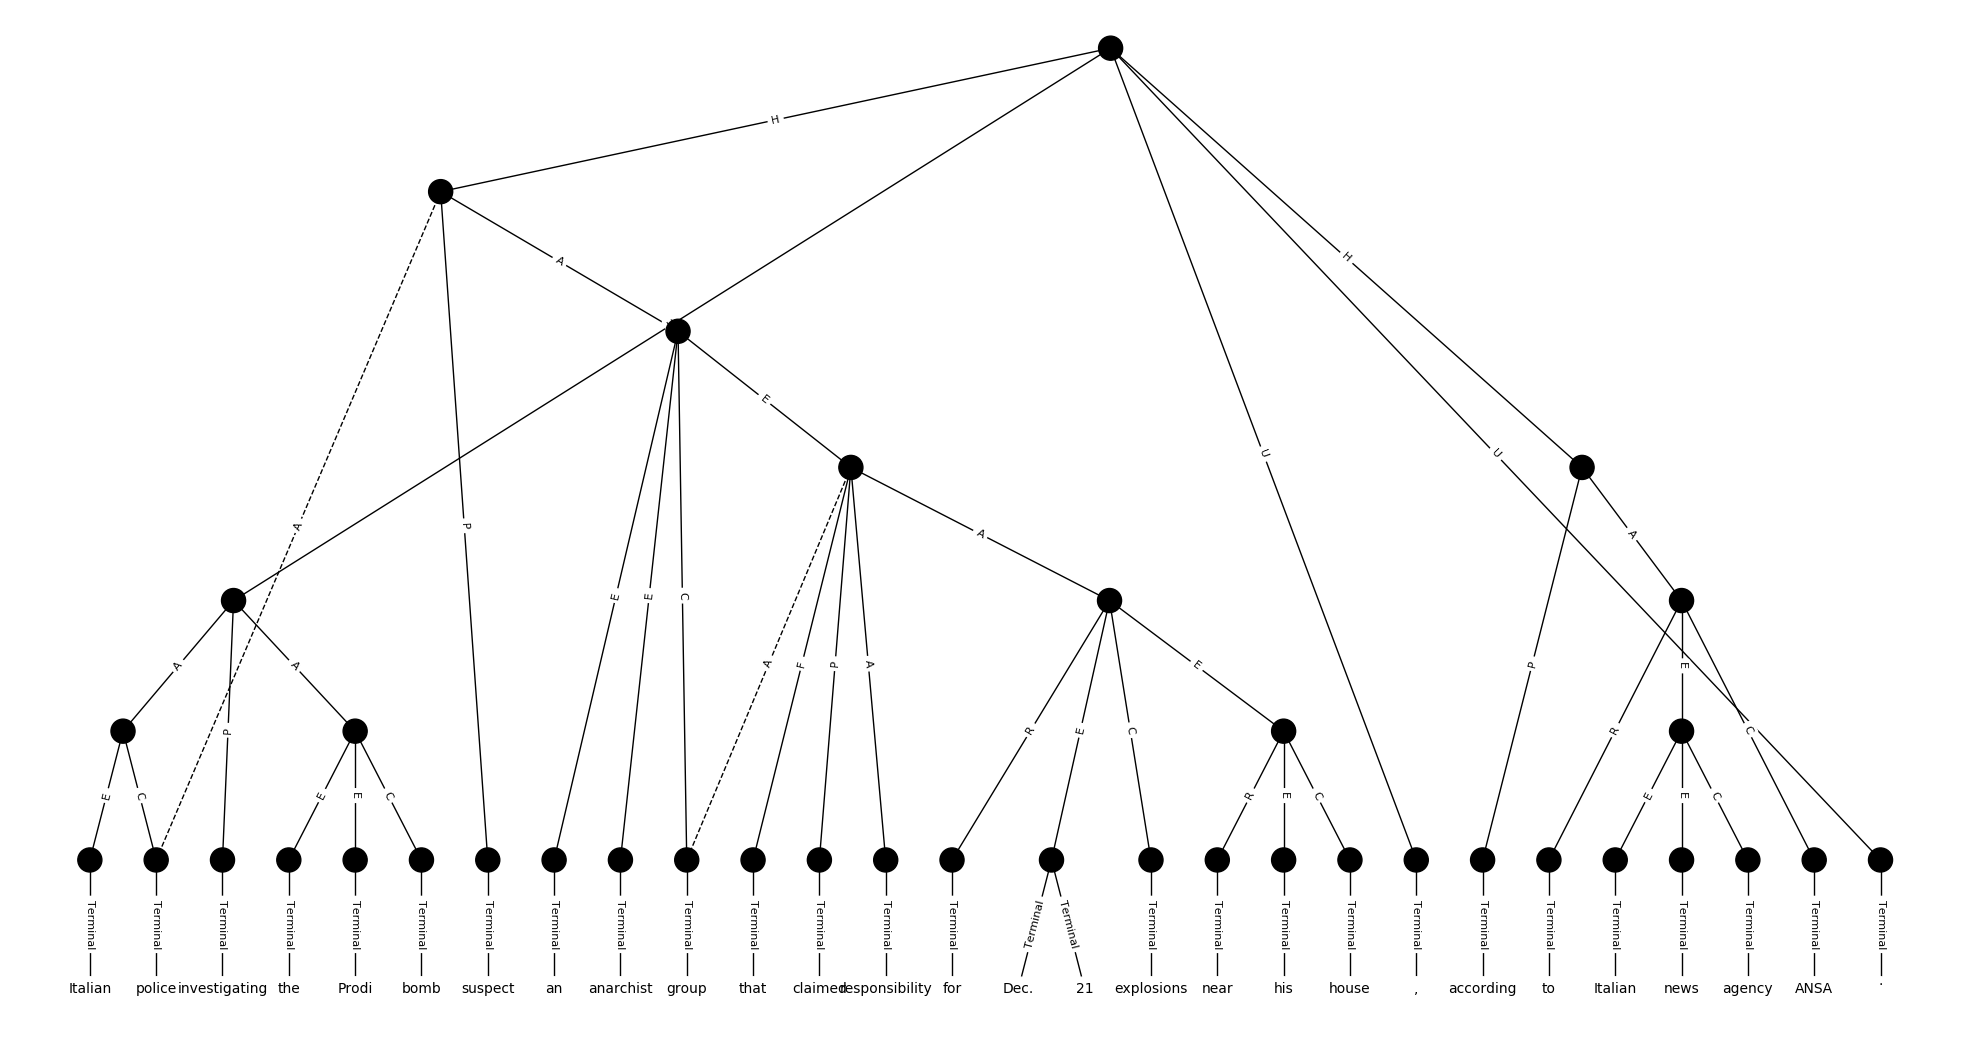 H
A
H
E
U
U
A
P
A
A
E
E
C
A
F
P
A
E
P
E
A
A
P
R
E
C
R
C
E
C
E
E
C
R
E
C
E
E
C
Terminal Terminal Terminal Terminal Terminal Terminal Terminal Terminal Terminal Terminal Terminal Terminal Terminal Terminal Terminal Terminal Terminal Terminal Terminal Terminal Terminal Terminal Terminal Terminal Terminal Terminal Terminal Terminal Terminal
Italian police investigating the Prodi bomb suspect an anarchist group that claimed responsibility for Dec. 21 explosions near his house , according to Italian news agency ANSA .